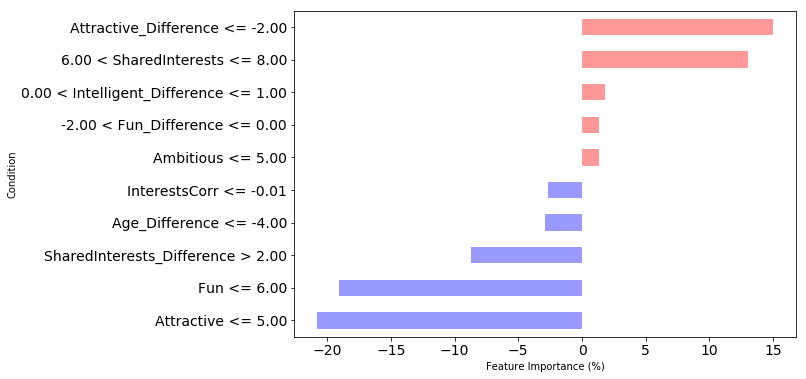 Attractive_Difference <= -2.00
6.00 < SharedInterests <= 8.00
0.00 < Intelligent_Difference <= 1.00
-2.00 < Fun_Difference <= 0.00
Ambitious <= 5.00
InterestsCorr <= -0.01
Age_Difference <= -4.00
SharedInterests_Difference > 2.00
Fun <= 6.00
Attractive <= 5.00
Condition
−20 −15 −10 −5 0 5 10 15
Feature Importance (%)